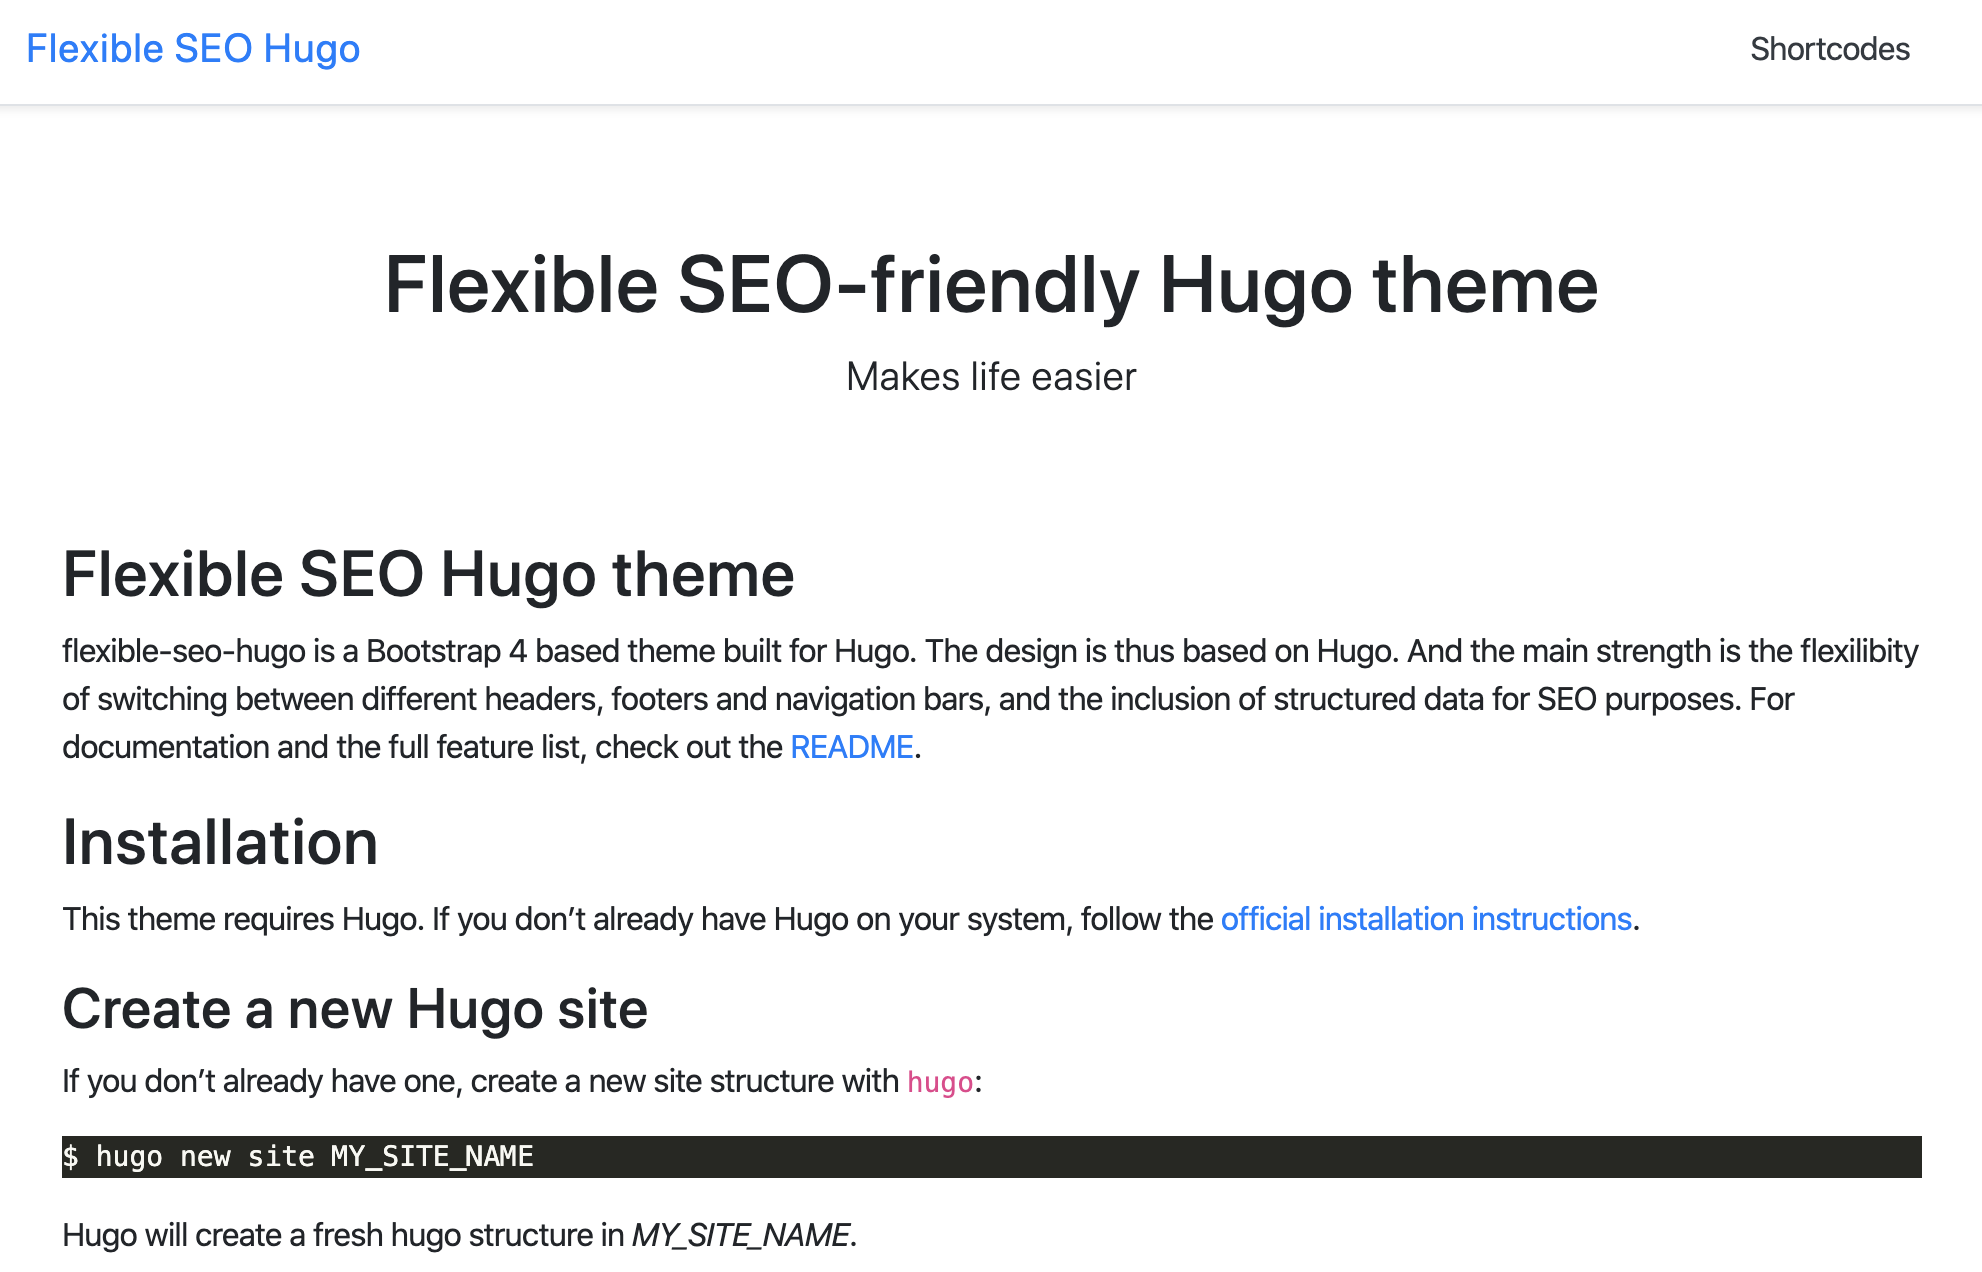 Flexible SEO Hugo
Shortcodes
Flexible SEO-friendly Hugo theme
Makes life easier
Flexible SEO Hugo theme
flexible-seo-hugo is a Bootstrap 4 based theme built for Hugo. The design is thus based on Hugo. And the main strength is the flexilibity
of switching between different headers, footers and navigation bars, and the inclusion of structured data for SEO purposes. For
documentation and the full feature list, check out the README.
Installation
This theme requires Hugo. If you don’t already have Hugo on your system, follow the official installation instructions.
Create a new Hugo site
If you don’t already have one, create a new site structure with hugo:
$ hugo new site MY_SITE_NAME
Hugo will create a fresh hugo structure in MY_SITE_NAME.